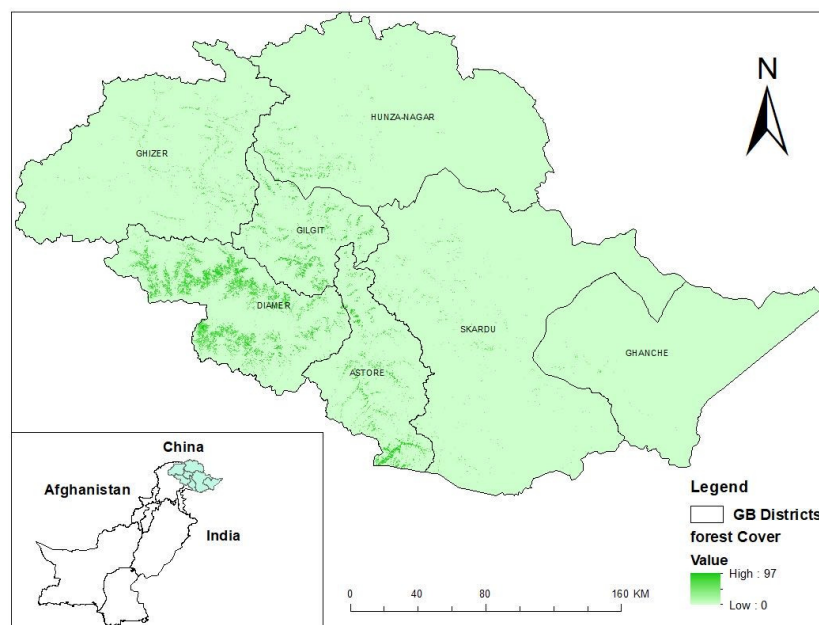 N
HUNZA-NAGAR
GHIZER
GILGIT
DIAMER
SKARDU
GHANCHE
ASTORE
China
Afghanistan
India
Legend
GB Districts
forest Cover
Value
High : 97
Low : 0
0 40 80 160 KM